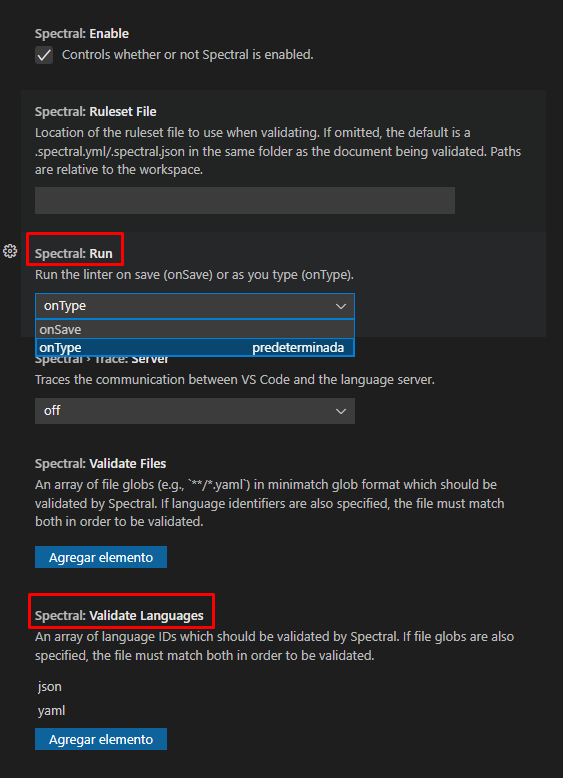 Spectral: Enable
Controls whether or not Spectral is enabled.
Spectral: Ruleset File
Location of the ruleset file to use when validating. If omitted, the default is a
.spectral.yml/.spectral.json in the same folder as the document being validated. Paths
are relative to the workspace.
Spectral: Run
Run the linter on save (onSave) or as you type (onType).
onType
onSave
onType predeterminada
Spectral › Trace: Server
Traces the communication between VS Code and the language server.
off
Spectral: Validate Files
An array of file globs (e.g., `**/*.yaml`) in minimatch glob format which should be
validated by Spectral. If language identifiers are also specified, the file must match
both in order to be validated.
Agregar elemento
Spectral: Validate Languages
An array of language IDs which should be validated by Spectral. If file globs are also
specified, the file must match both in order to be validated.
json
yaml
Agregar elemento